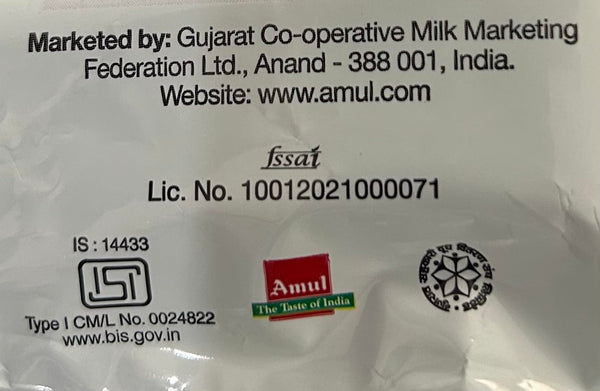 Marketed by: Gujarat Co-operative Milk Marketing
Federation Ltd., Anand - 388 001, India.
Website: www.amul.com
fssai
Lic. No. 10012021000071
IS : 14433
ISI
Type I CM/L No. 0024822
www.bis.gov.in
Amul
The Taste of India